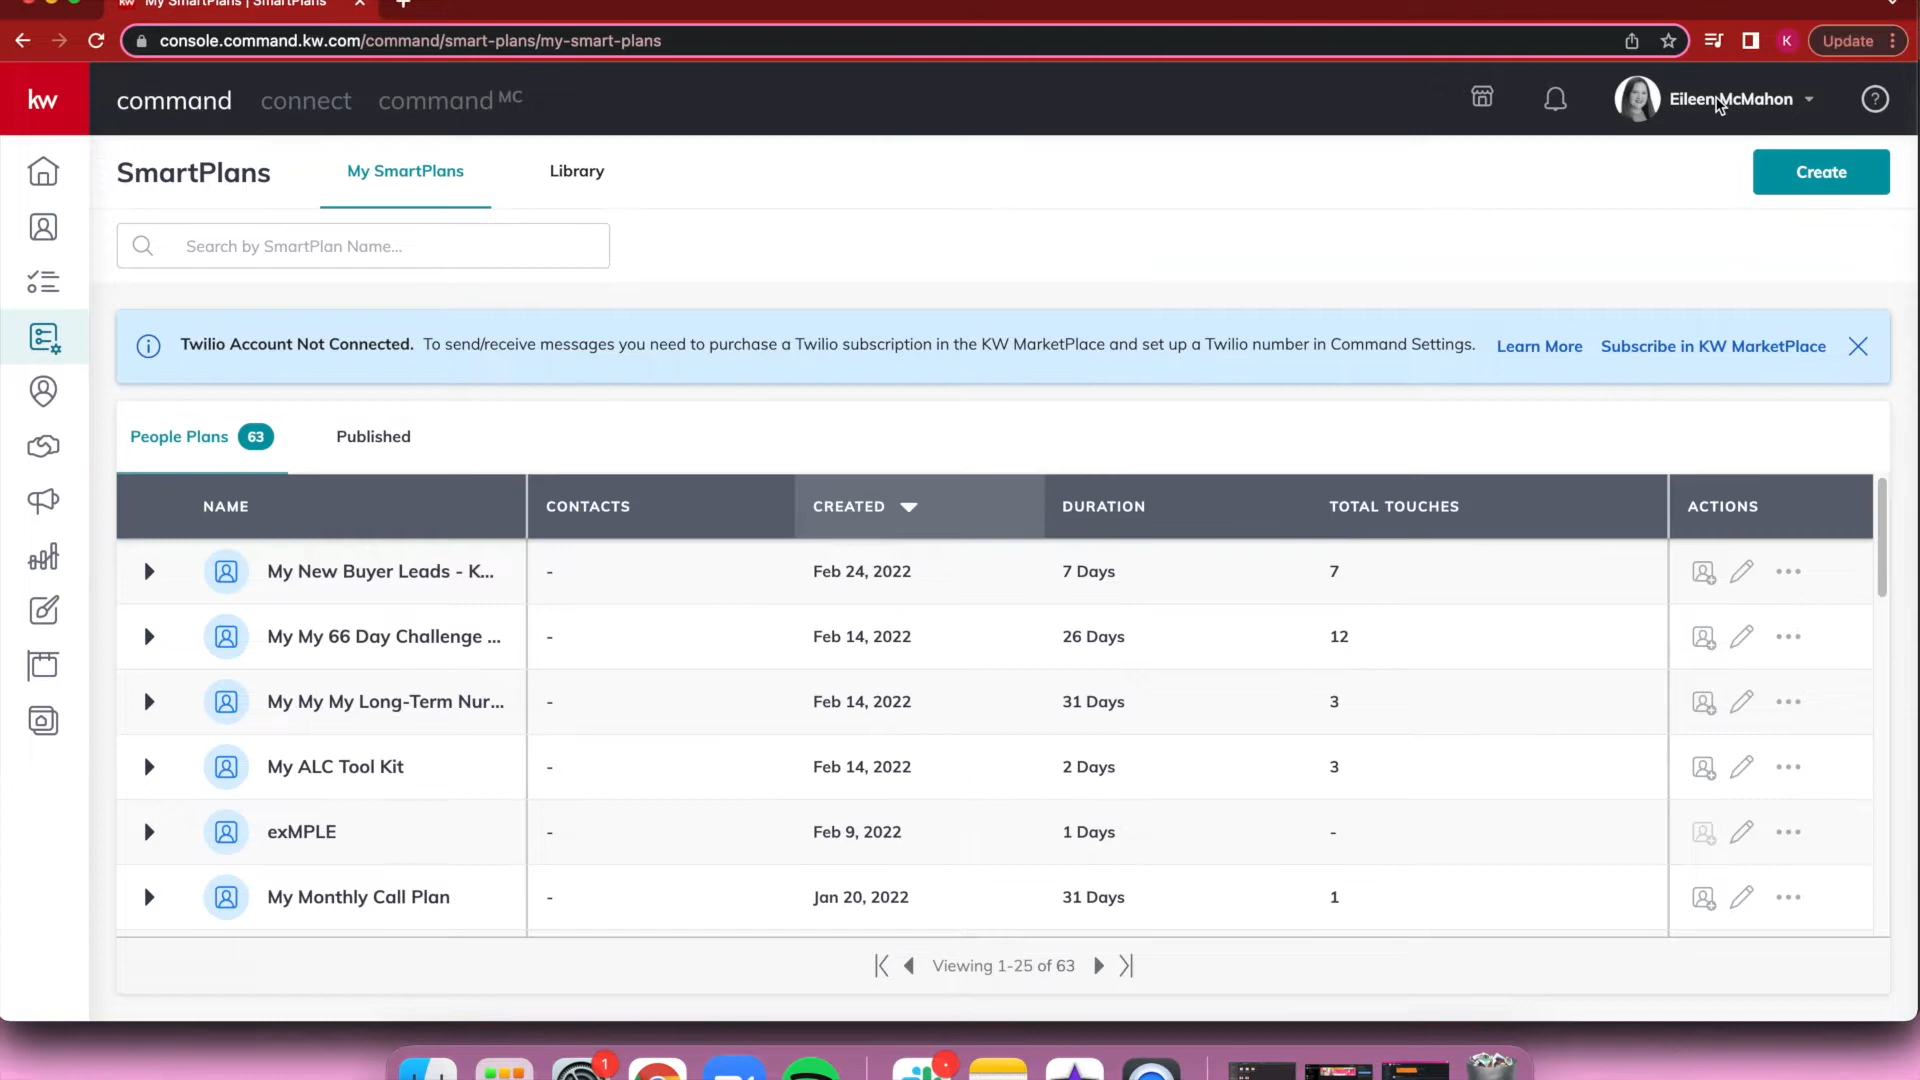 My SmartPlans | SmartPlans
console.command.kw.com/command/smart-plans/my-smart-plans
K
Update
kw
command
connect
command MC
Eileen McMahon
?
SmartPlans
My SmartPlans
Library
Create
Search by SmartPlan Name...
Twilio Account Not Connected. To send/receive messages you need to purchase a Twilio subscription in the KW MarketPlace and set up a Twilio number in Command Settings.
Learn More
Subscribe in KW MarketPlace
People Plans 63
Published
NAME CONTACTS CREATED DURATION TOTAL TOUCHES ACTIONS
My New Buyer Leads - K... - Feb 24, 2022 7 Days 7
My My 66 Day Challenge ... - Feb 14, 2022 26 Days 12
My My My Long-Term Nur... - Feb 14, 2022 31 Days 3
My ALC Tool Kit - Feb 14, 2022 2 Days 3
exMPLE - Feb 9, 2022 1 Days -
My Monthly Call Plan - Jan 20, 2022 31 Days 1
Viewing 1-25 of 63
1